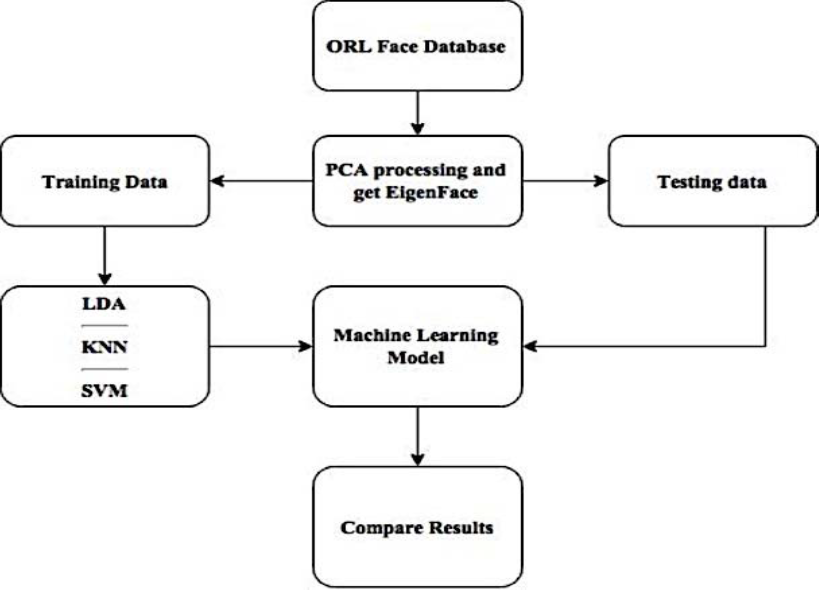 ORL Face Database
Training Data
PCA processing and
get EigenFace
Testing data
LDA
KNN
SVM
Machine Learning
Model
Compare Results